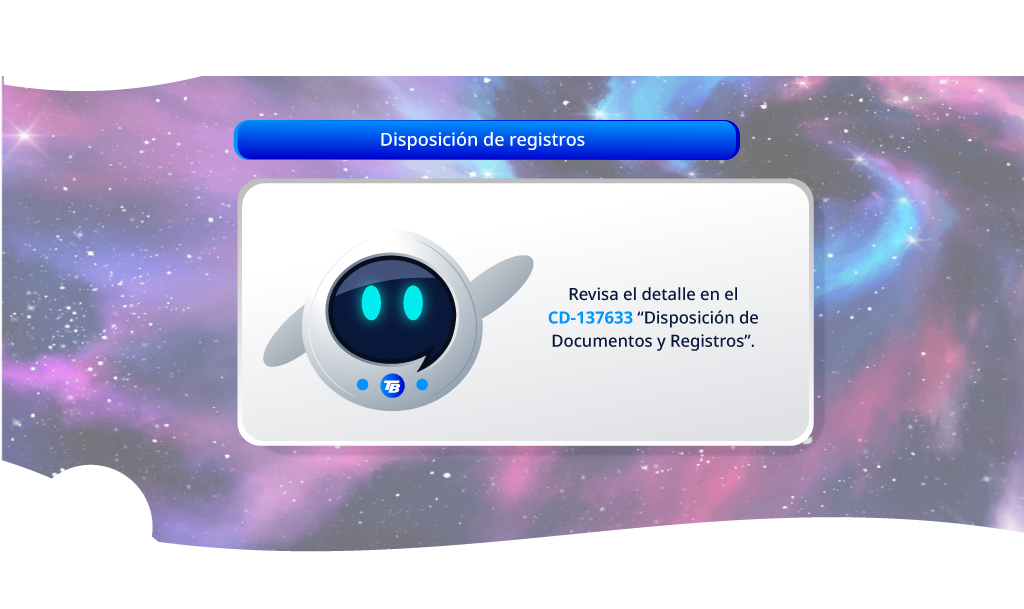 Disposición de registros
Revisa el detalle en el
CD-137633 “Disposición de
Documentos y Registros”.
TB